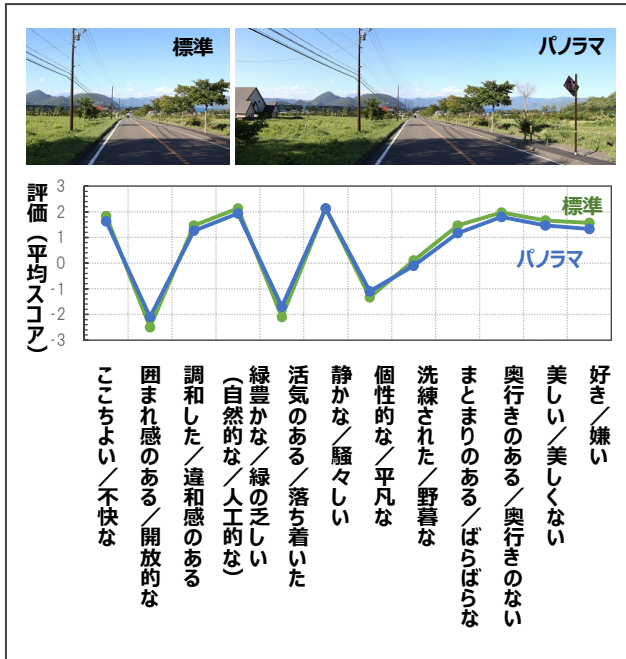 標準
パノラマ
評価（平均スコア）
3
2
1
0
-1
-2
-3
標準
パノラマ
ここちよい／不快な
囲まれ感のある／開放的な
調和した／違和感のある
緑豊かな／緑の乏しい
（自然的な／人工的な）
活気のある／落ち着いた
静かな／騒々しい
個性的な／平凡な
洗練された／野暮な
まとまりのある／ばらばらな
奥行きのある／奥行きのない
美しい／美しくない
好き／嫌い